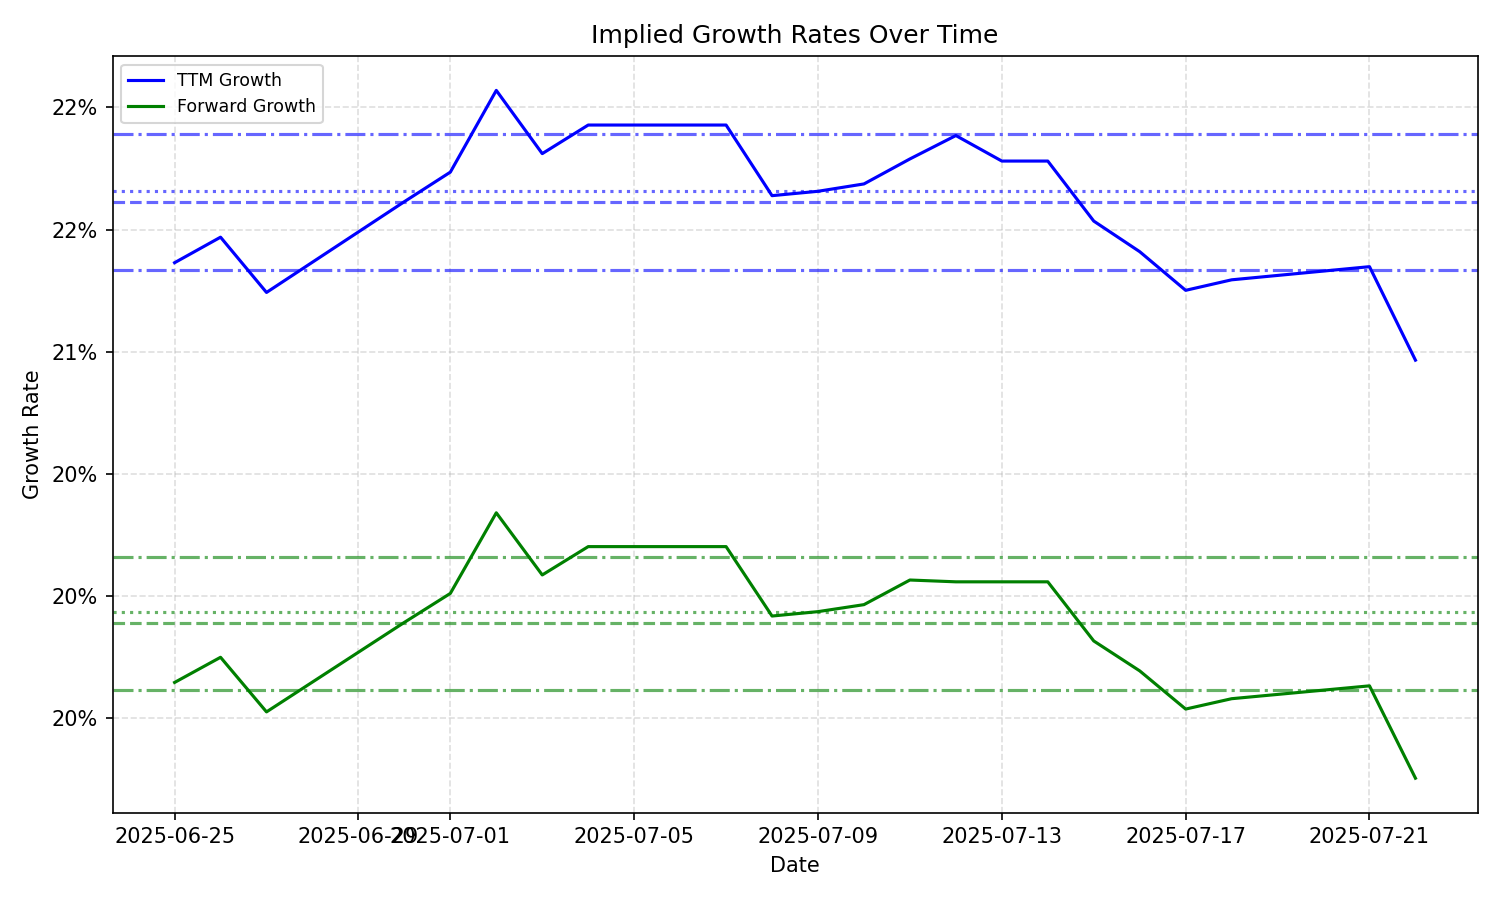 Implied Growth Rates Over Time
TTM Growth
Forward Growth
22%
22%
21%
20%
20%
20%
Growth Rate
2025-06-25
2025-06-29
2025-07-01
2025-07-05
2025-07-09
2025-07-13
2025-07-17
2025-07-21
Date